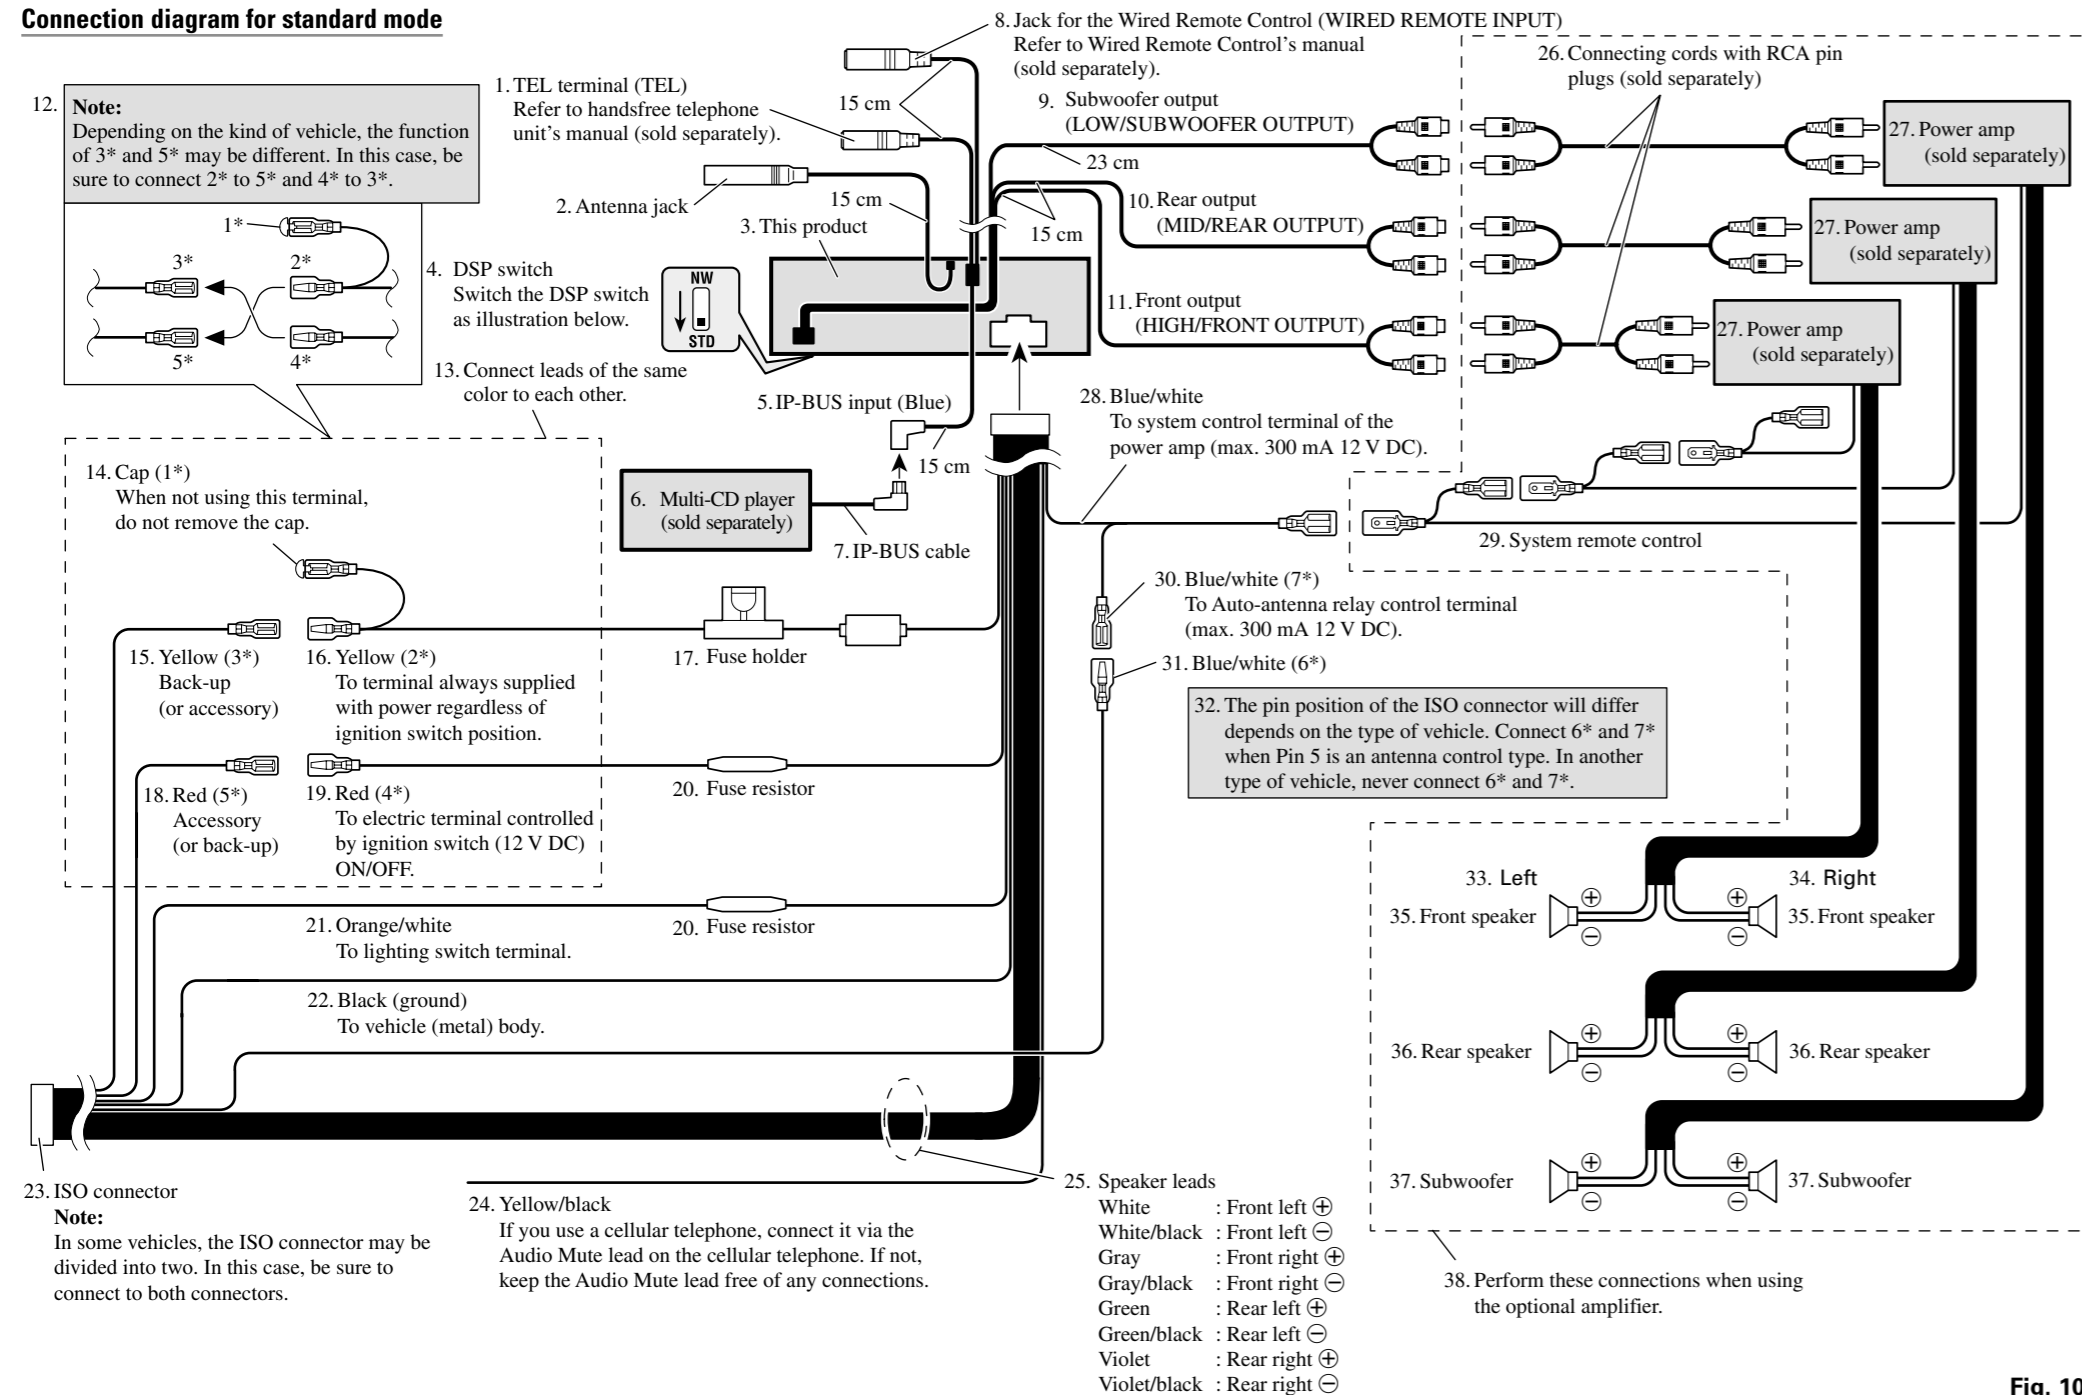 Connection diagram for standard mode
8. Jack for the Wired Remote Control (WIRED REMOTE INPUT)
Refer to Wired Remote Control's manual
(sold separately).
1. TEL terminal (TEL)
Refer to handsfree telephone
unit's manual (sold separately).
15 cm
9. Subwoofer output
(LOW/SUBWOOFER OUTPUT)
23 cm
26. Connecting cords with RCA pin
plugs (sold separately)
27. Power amp
(sold separately)
12. Note:
Depending on the kind of vehicle, the function
of 3* and 5* may be different. In this case, be
sure to connect 2* to 5* and 4* to 3*.
1*
3*
2*
5*
4*
2. Antenna jack
15 cm
3. This product
10. Rear output
(MID/REAR OUTPUT)
15 cm
27. Power amp
(sold separately)
4. DSP switch
Switch the DSP switch
as illustration below.
NW
STD
11. Front output
(HIGH/FRONT OUTPUT)
27. Power amp
(sold separately)
13. Connect leads of the same
color to each other.
5. IP-BUS input (Blue)
15 cm
6. Multi-CD player
(sold separately)
7. IP-BUS cable
28. Blue/white
To system control terminal of the
power amp (max. 300 mA 12 V DC).
29. System remote control
14. Cap (1*)
When not using this terminal,
do not remove the cap.
15. Yellow (3*)
Back-up
(or accessory)
16. Yellow (2*)
To terminal always supplied
with power regardless of
ignition switch position.
17. Fuse holder
30. Blue/white (7*)
To Auto-antenna relay control terminal
(max. 300 mA 12 V DC).
31. Blue/white (6*)
32. The pin position of the ISO connector will differ
depends on the type of vehicle. Connect 6* and 7*
when Pin 5 is an antenna control type. In another
type of vehicle, never connect 6* and 7*.
18. Red (5*)
Accessory
(or back-up)
19. Red (4*)
To electric terminal controlled
by ignition switch (12 V DC)
ON/OFF.
20. Fuse resistor
21. Orange/white
To lighting switch terminal.
20. Fuse resistor
22. Black (ground)
To vehicle (metal) body.
33. Left
34. Right
35. Front speaker
⊕
⊖
⊕
⊖
35. Front speaker
36. Rear speaker
⊕
⊖
⊕
⊖
36. Rear speaker
37. Subwoofer
⊕
⊖
⊕
⊖
37. Subwoofer
23. ISO connector
Note:
In some vehicles, the ISO connector may be
divided into two. In this case, be sure to
connect to both connectors.
24. Yellow/black
If you use a cellular telephone, connect it via the
Audio Mute lead on the cellular telephone. If not,
keep the Audio Mute lead free of any connections.
25. Speaker leads
White : Front left ⊕
White/black : Front left ⊖
Gray : Front right ⊕
Gray/black : Front right ⊖
Green : Rear left ⊕
Green/black : Rear left ⊖
Violet : Rear right ⊕
Violet/black : Rear right ⊖
38. Perform these connections when using
the optional amplifier.
Fig. 10